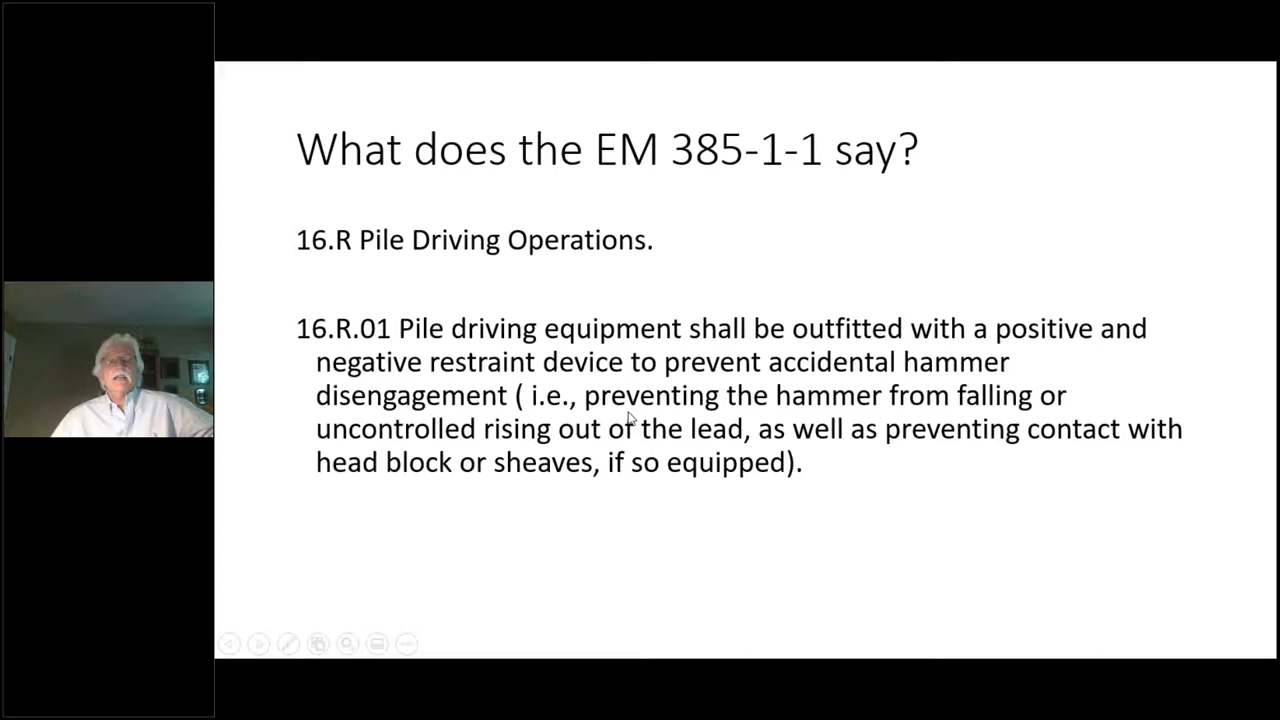 What does the EM 385-1-1 say?
16.R Pile Driving Operations.
16.R.01 Pile driving equipment shall be outfitted with a positive and
negative restraint device to prevent accidental hammer
disengagement ( i.e., preventing the hammer from falling or
uncontrolled rising out of the lead, as well as preventing contact with
head block or sheaves, if so equipped).